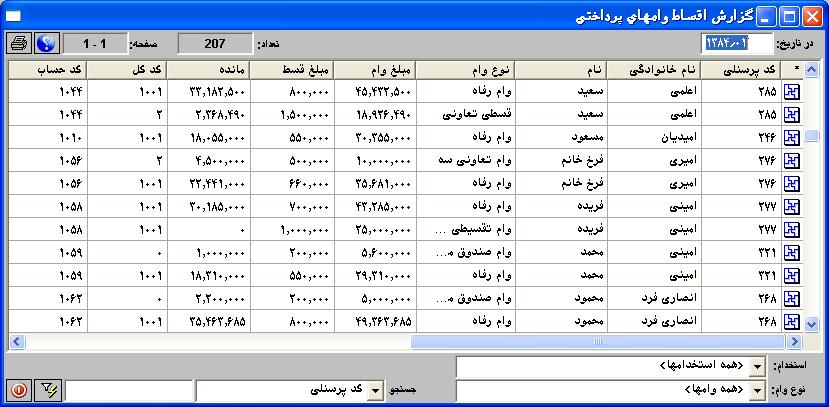 گزارش اقساط وامهاي پرداختی
در تاریخ: ۱۳۸۴/۰۱ تعداد: 207 صفحه: 1 - 1
* کد پرسنلی نام خانوادگی نام نوع وام مبلغ وام مبلغ قسط مانده کد کل کد حساب
۲۸۵ اعلمی سعید وام رفاه ۴۵,۴۳۲,۵۰۰ ۸۰۰,۰۰۰ ۳۳,۱۸۲,۵۰۰ ۱۰۰۱ ۱۰۴۴
۲۸۵ اعلمی سعید قسطی تعاونی ۱۸,۹۲۶,۴۹۰ ۱,۵۰۰,۰۰۰ ۲,۳۶۸,۴۹۰ ۲ ۱۰۴۴
۲۴۶ امیدیان مسعود وام رفاه ۳۰,۳۵۵,۰۰۰ ۵۵۰,۰۰۰ ۱۸,۰۵۵,۰۰۰ ۱۰۰۱ ۱۰۱۰
۲۷۶ امیری فرخ خانم وام تعاونی سه ۱۰,۰۰۰,۰۰۰ ۵۰۰,۰۰۰ ۴,۵۰۰,۰۰۰ ۲ ۱۰۵۶
۲۷۶ امیری فرخ خانم وام رفاه ۳۵,۶۸۱,۰۰۰ ۶۶۰,۰۰۰ ۲۲,۴۴۱,۰۰۰ ۱۰۰۱ ۱۰۵۶
۲۷۷ امینی فریده وام رفاه ۴۳,۲۸۵,۰۰۰ ۷۰۰,۰۰۰ ۳۰,۱۸۵,۰۰۰ ۱۰۰۱ ۱۰۵۸
۲۷۷ امینی فریده وام تقسیطی ... ۲۵,۰۰۰,۰۰۰ ۱,۰۰۰,۰۰۰ ۰ ۱۰۰۱ ۱۰۵۸
۳۲۱ امینی محمد وام صندوق م... ۵,۶۰۰,۰۰۰ ۲۰۰,۰۰۰ ۱,۰۰۰,۰۰۰ ۰ ۱۰۵۹
۳۲۱ امینی محمد وام رفاه ۲۹,۳۱۰,۰۰۰ ۵۵۰,۰۰۰ ۱۸,۳۱۰,۰۰۰ ۱۰۰۱ ۱۰۵۹
۲۶۸ انصاری فرد محمود وام صندوق م... ۵,۰۰۰,۰۰۰ ۲۰۰,۰۰۰ ۲,۲۰۰,۰۰۰ ۰ ۱۰۶۲
۲۶۸ انصاری فرد محمود وام رفاه ۴۹,۳۶۳,۶۸۵ ۸۰۰,۰۰۰ ۳۵,۴۶۳,۶۸۵ ۱۰۰۱ ۱۰۶۲
استخدام: <همه استخدامها>
نوع وام: <همه وامها> جستجو کد پرسنلی